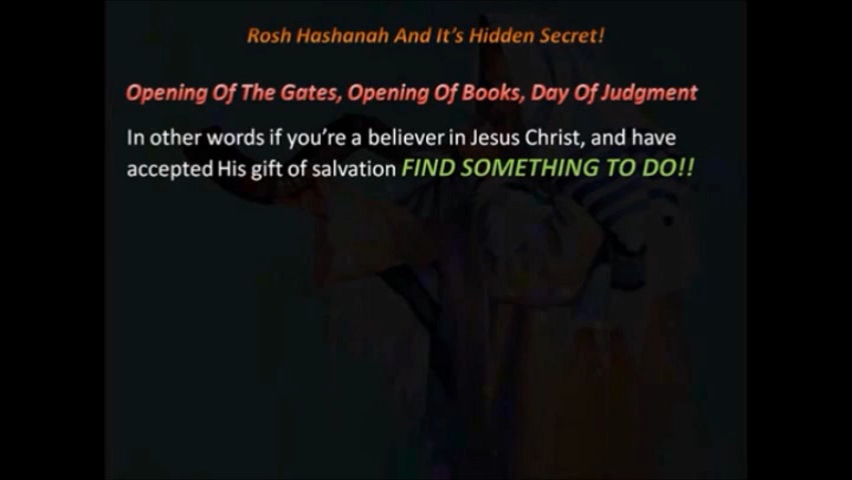 Rosh Hashanah And It's Hidden Secret!
Opening Of The Gates, Opening Of Books, Day Of Judgment
In other words if you're a believer in Jesus Christ, and have
accepted His gift of salvation FIND SOMETHING TO DO!!